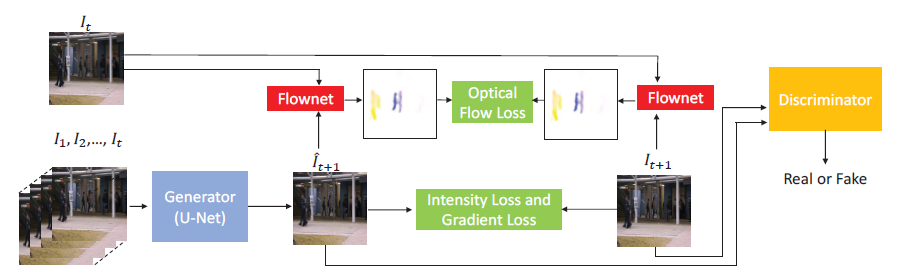 I_t
Flownet
Optical
Flow Loss
Flownet
Discriminator
I_1, I_2,..., I_t
Î_{t+1}
I_{t+1}
Real or Fake
Generator
(U-Net)
Intensity Loss and
Gradient Loss